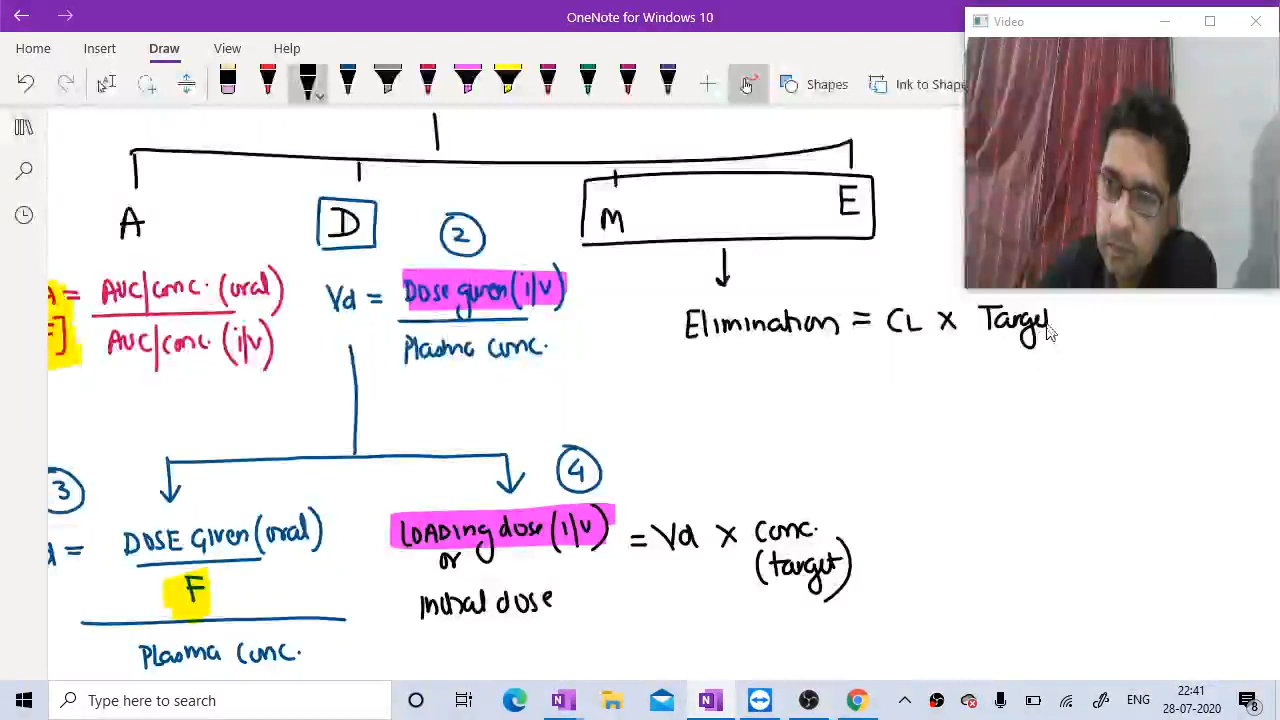 OneNote for Windows 10
Video
Home Insert Draw View Help
Shapes Ink to Shape
A D M E
2
= AUC/conc. (oral)
AUC/conc. (i/v)
F]
Vd = Dose given (i/v)
Plasma conc.
Elimination = CL x Target
3
4
= DOSE Given (oral)
F
Plasma conc.
LOADING dose (i/v) = Vd x conc.
(target)
or
Initial dose
Type here to search
ENG
22:41
28-07-2020
8